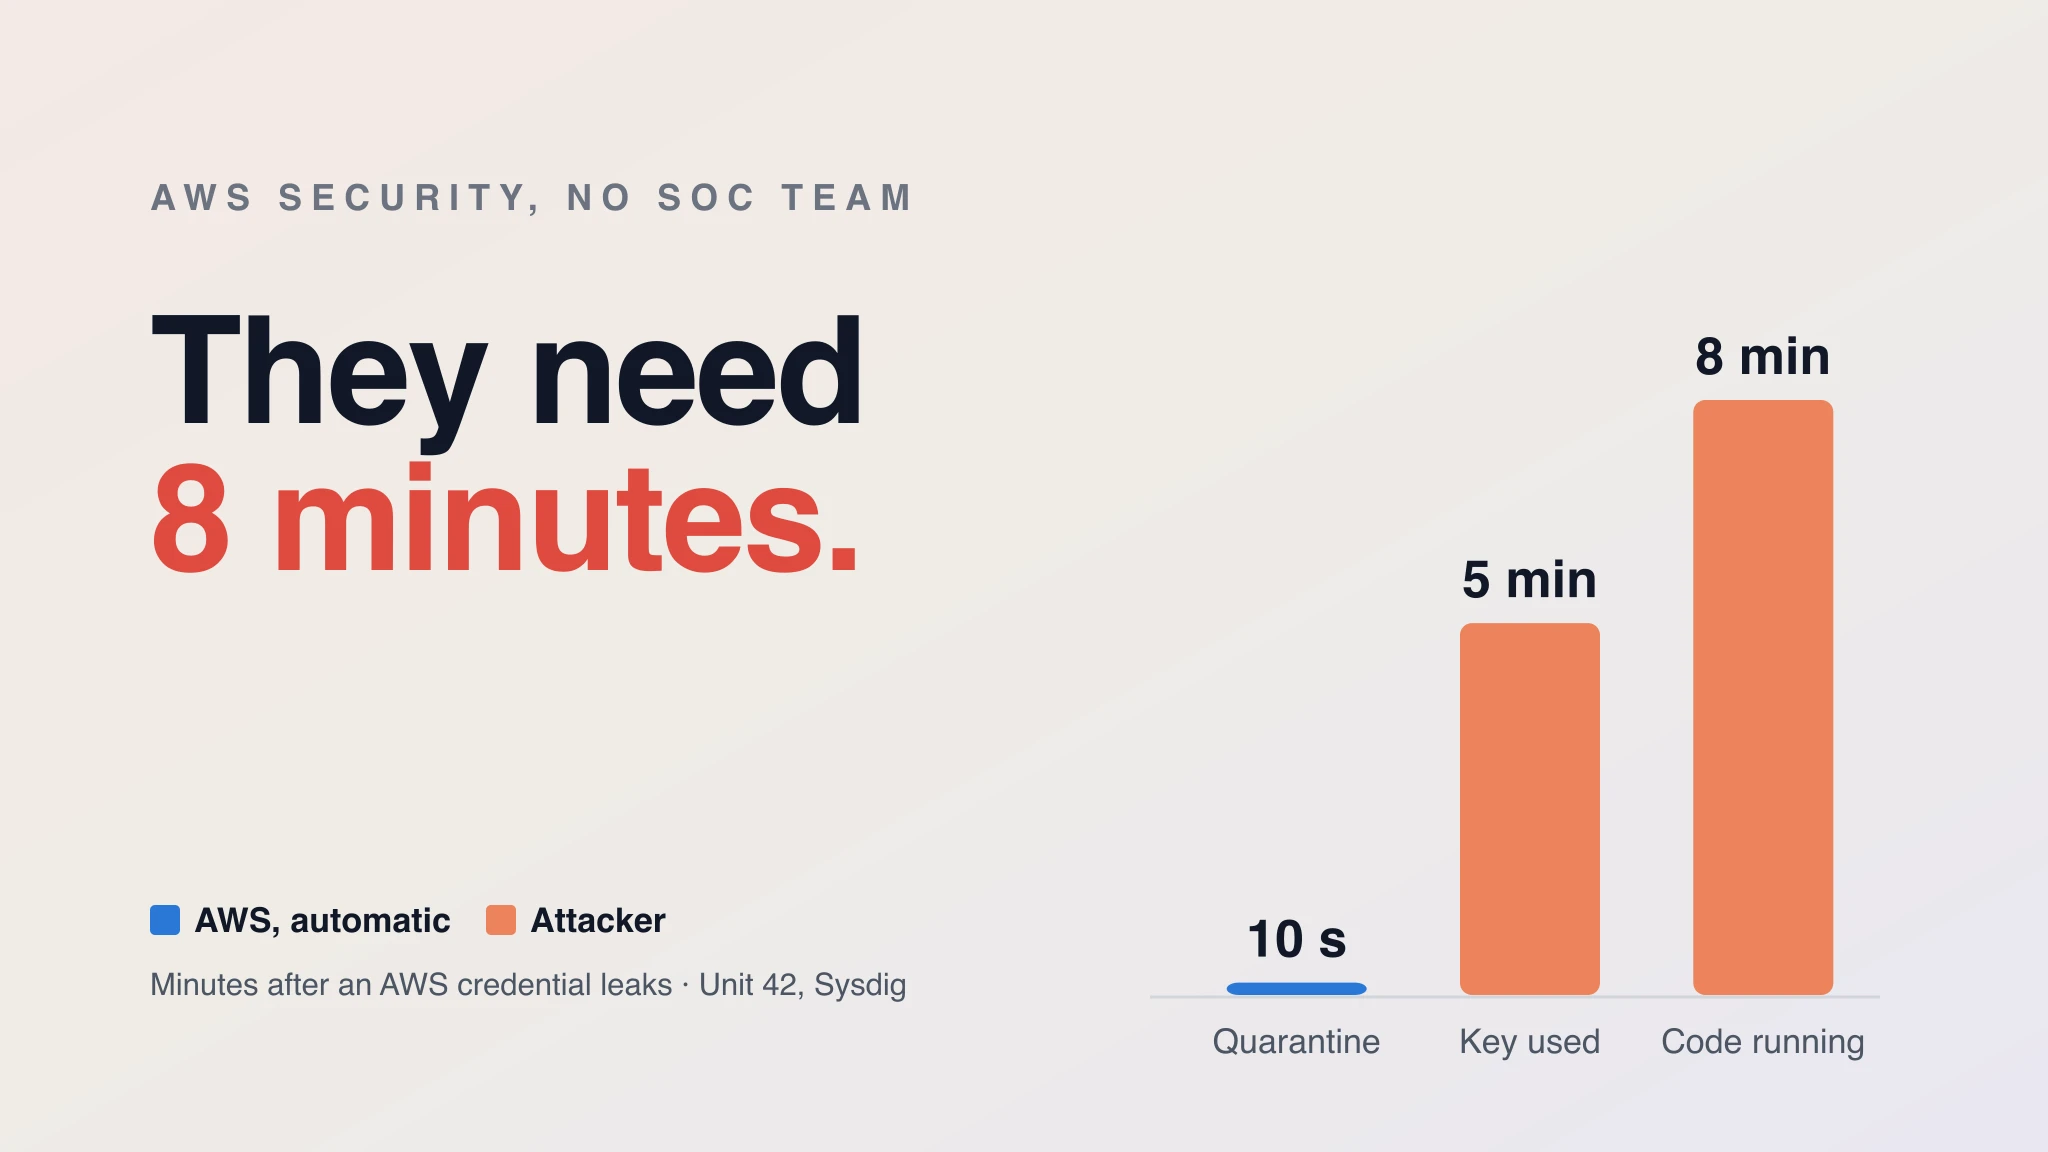 AWS SECURITY, NO SOC TEAM
They need
8 minutes.
AWS, automatic
Attacker
Minutes after an AWS credential leaks · Unit 42, Sysdig
10 s
5 min
8 min
Quarantine
Key used
Code running